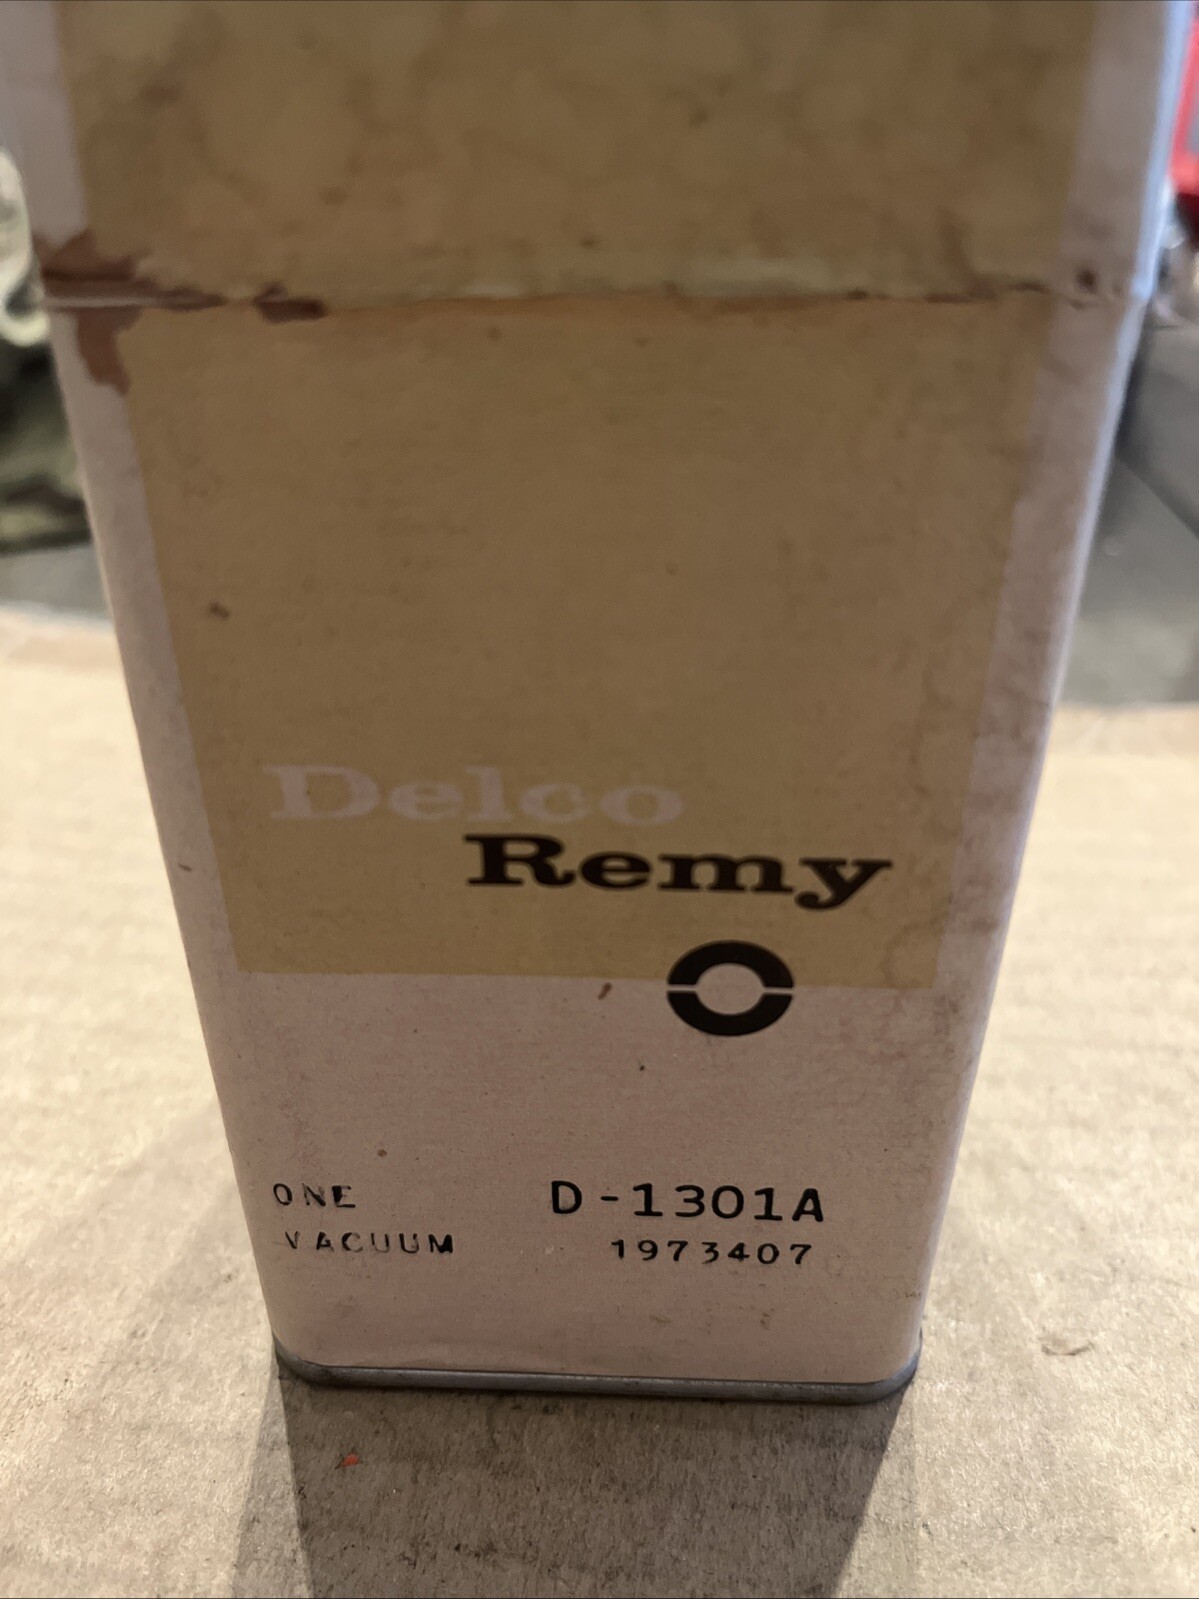 Delco
Remy
ONE
D-1301A
VACUUM
1973407